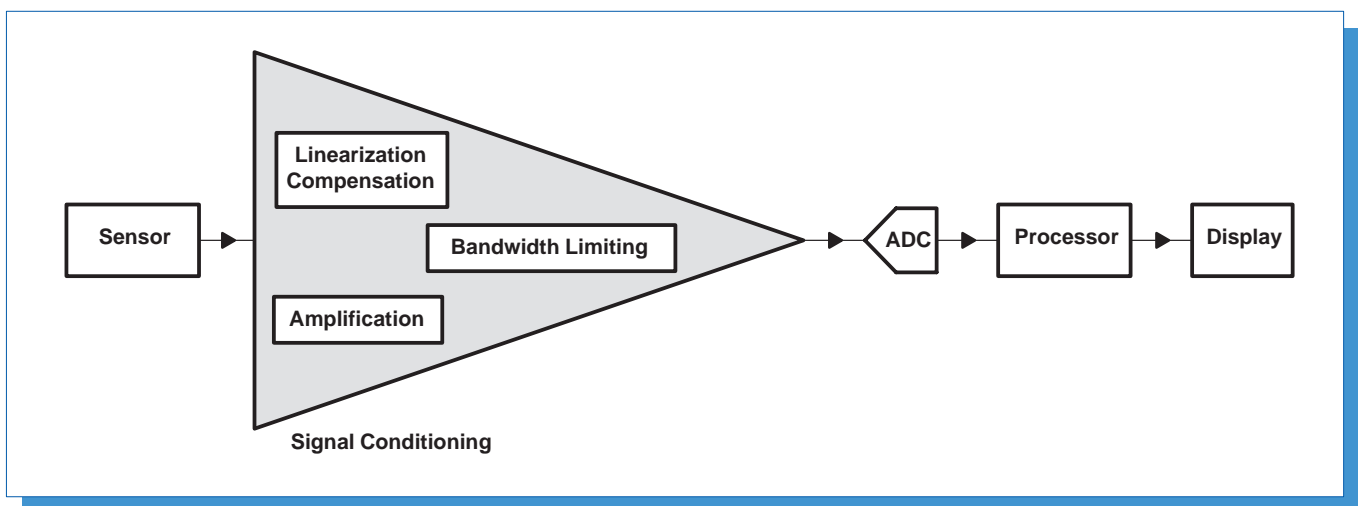 Linearization
Compensation
Sensor
Bandwidth Limiting
ADC
Processor
Display
Amplification
Signal Conditioning